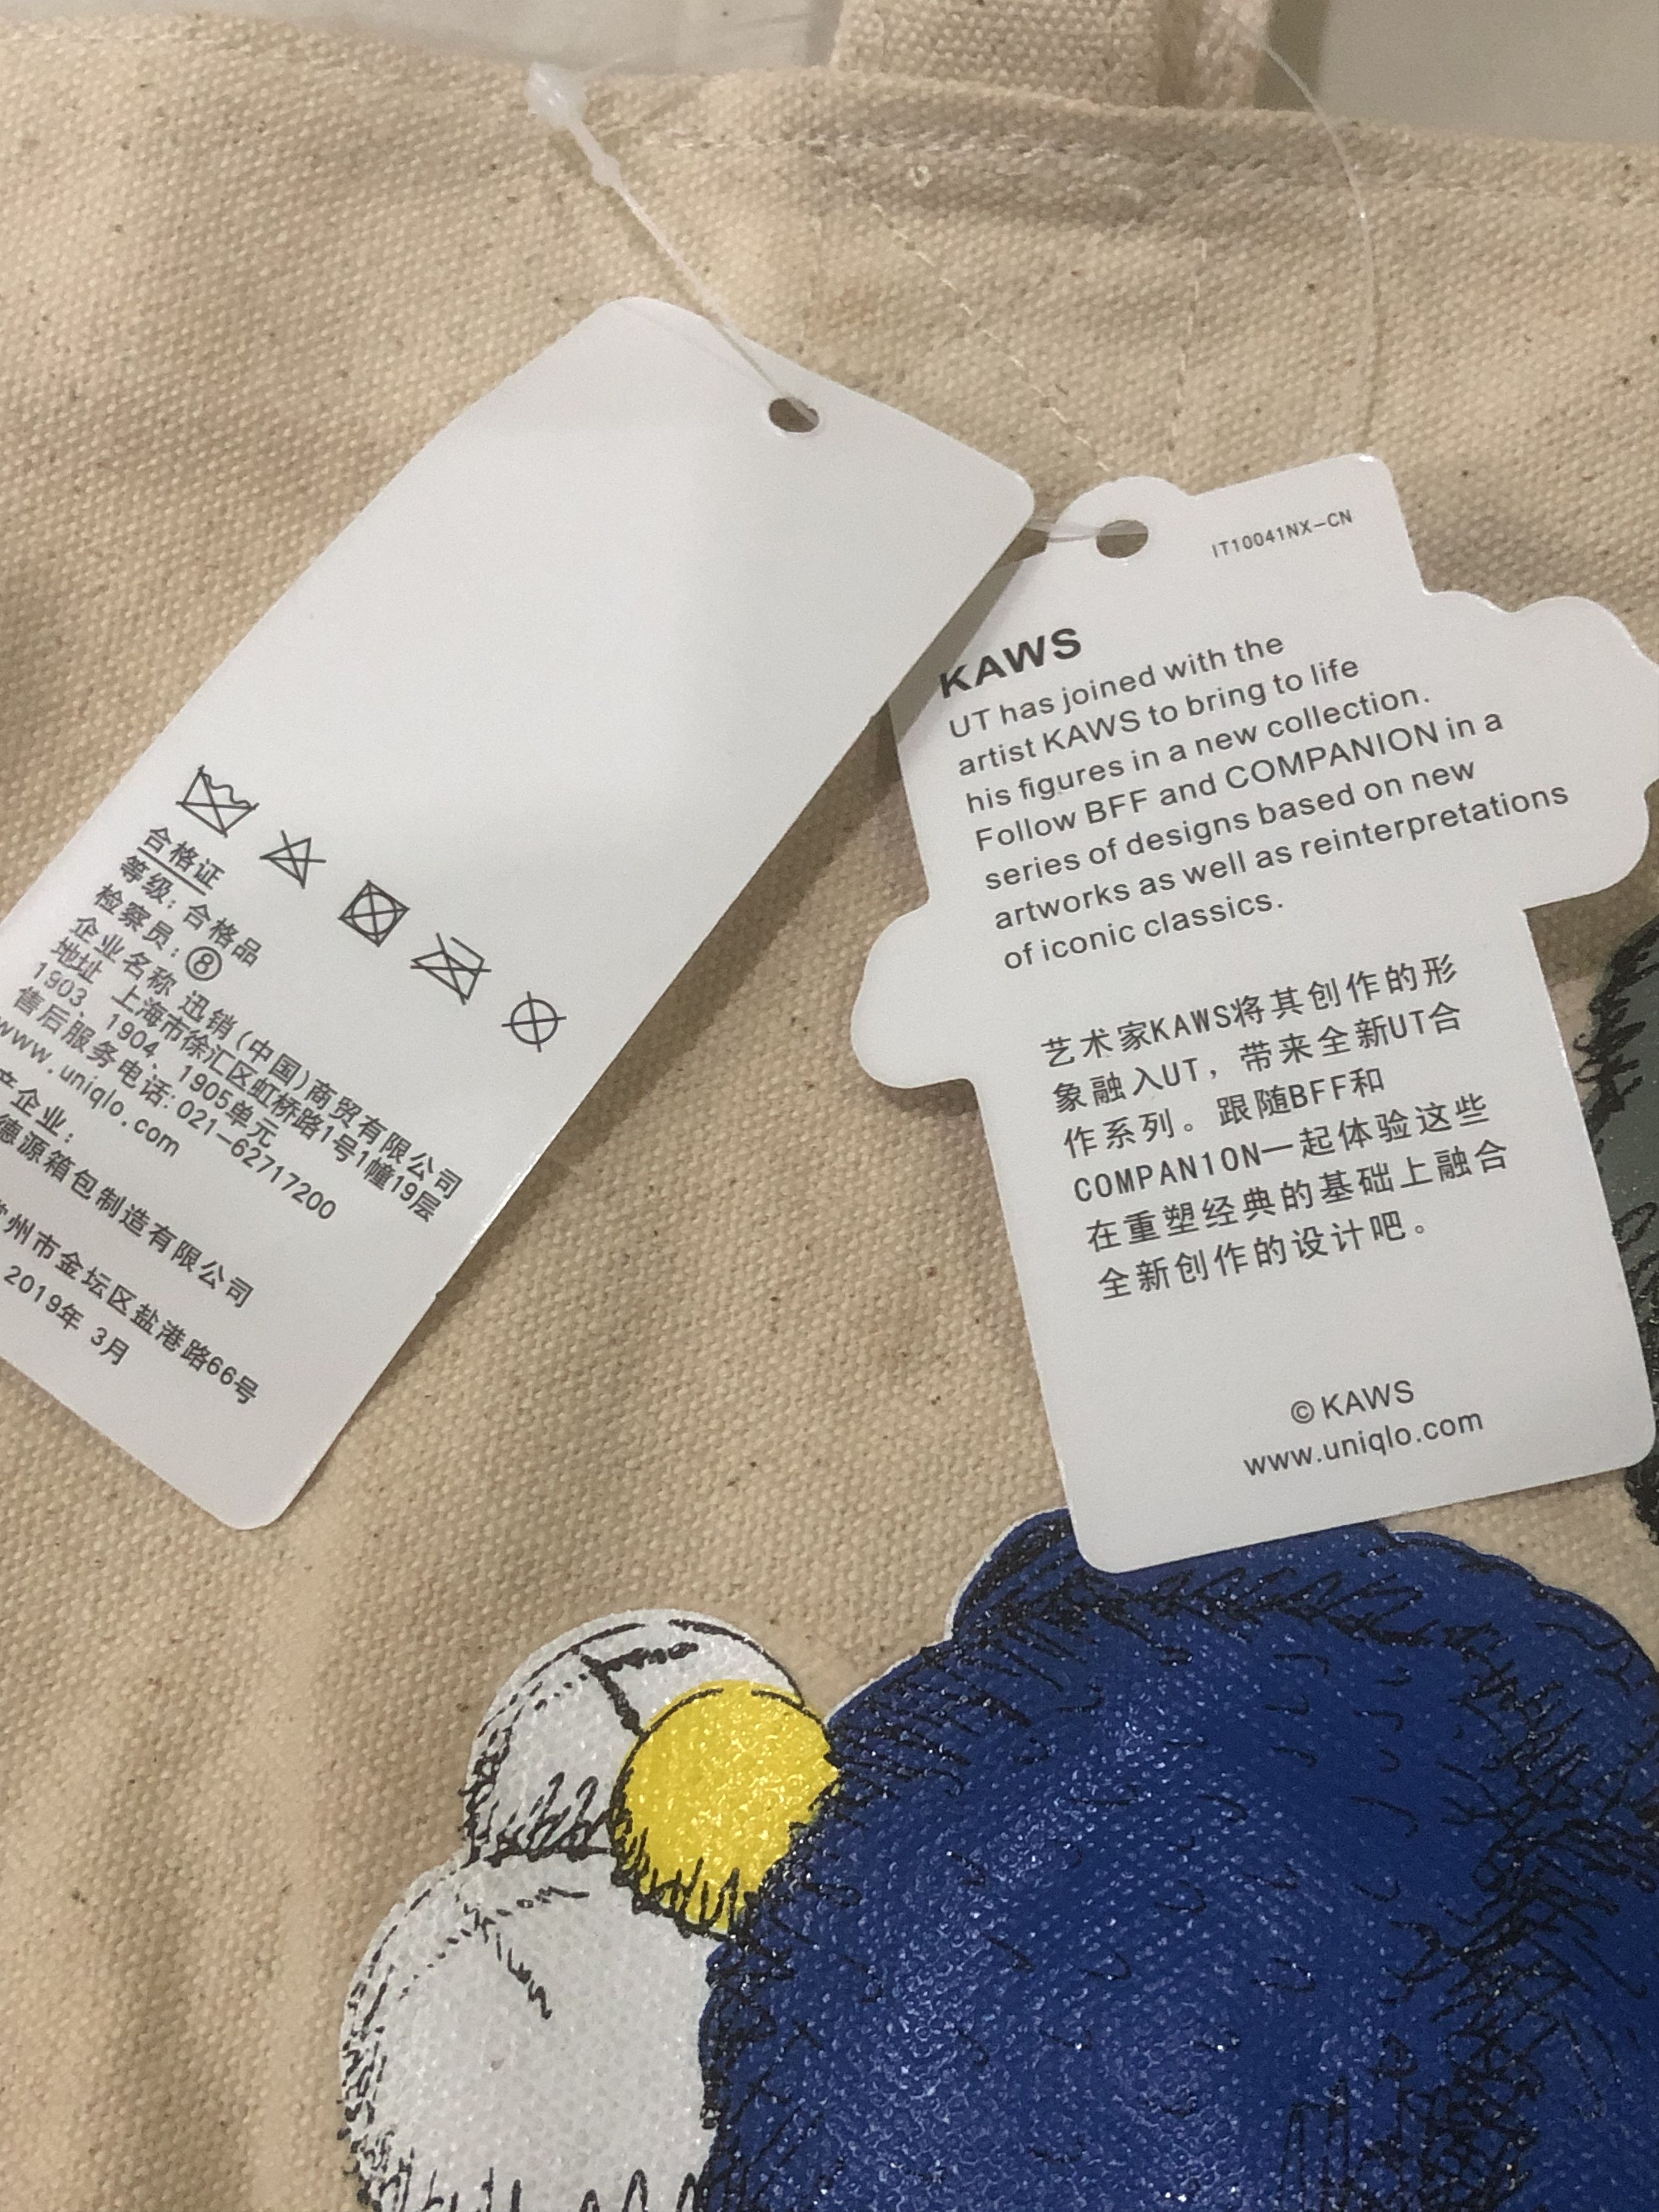 合格证
等级: 合格品
检察员: ⑧
企业名称 迅销(中国)商贸有限公司
地址 上海市徐汇区虹桥路1号1幢19层
1903、1904、1905单元
售后服务电话: 021-62717200
www.uniqlo.com
产企业:
德源箱包制造有限公司
州市金坛区盐港路66号
2019年 3月
IT10041NX-CN
KAWS
UT has joined with the
artist KAWS to bring to life
his figures in a new collection.
Follow BFF and COMPANION in a
series of designs based on new
artworks as well as reinterpretations
of iconic classics.
艺术家KAWS将其创作的形
象融入UT，带来全新UT合
作系列。跟随BFF和
COMPAN1ON一起体验这些
在重塑经典的基础上融合
全新创作的设计吧。
©KAWS
www.uniqlo.com